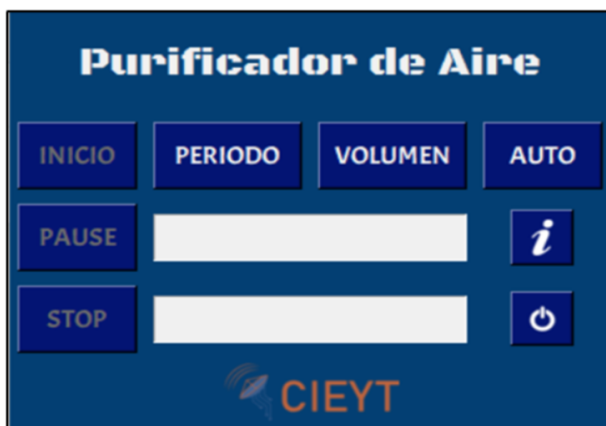 Purificador de Aire
INICIO PERIODO VOLUMEN AUTO
PAUSE i
STOP
CIEYT